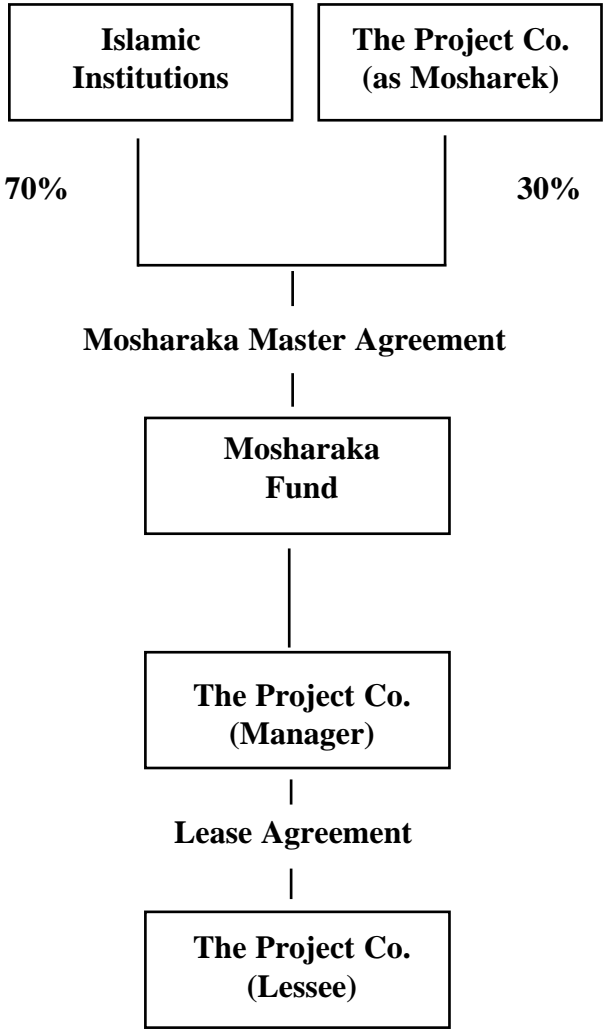 Islamic
Institutions
The Project Co.
(as Mosharek)
70%
30%
Mosharaka Master Agreement
Mosharaka
Fund
The Project Co.
(Manager)
Lease Agreement
The Project Co.
(Lessee)